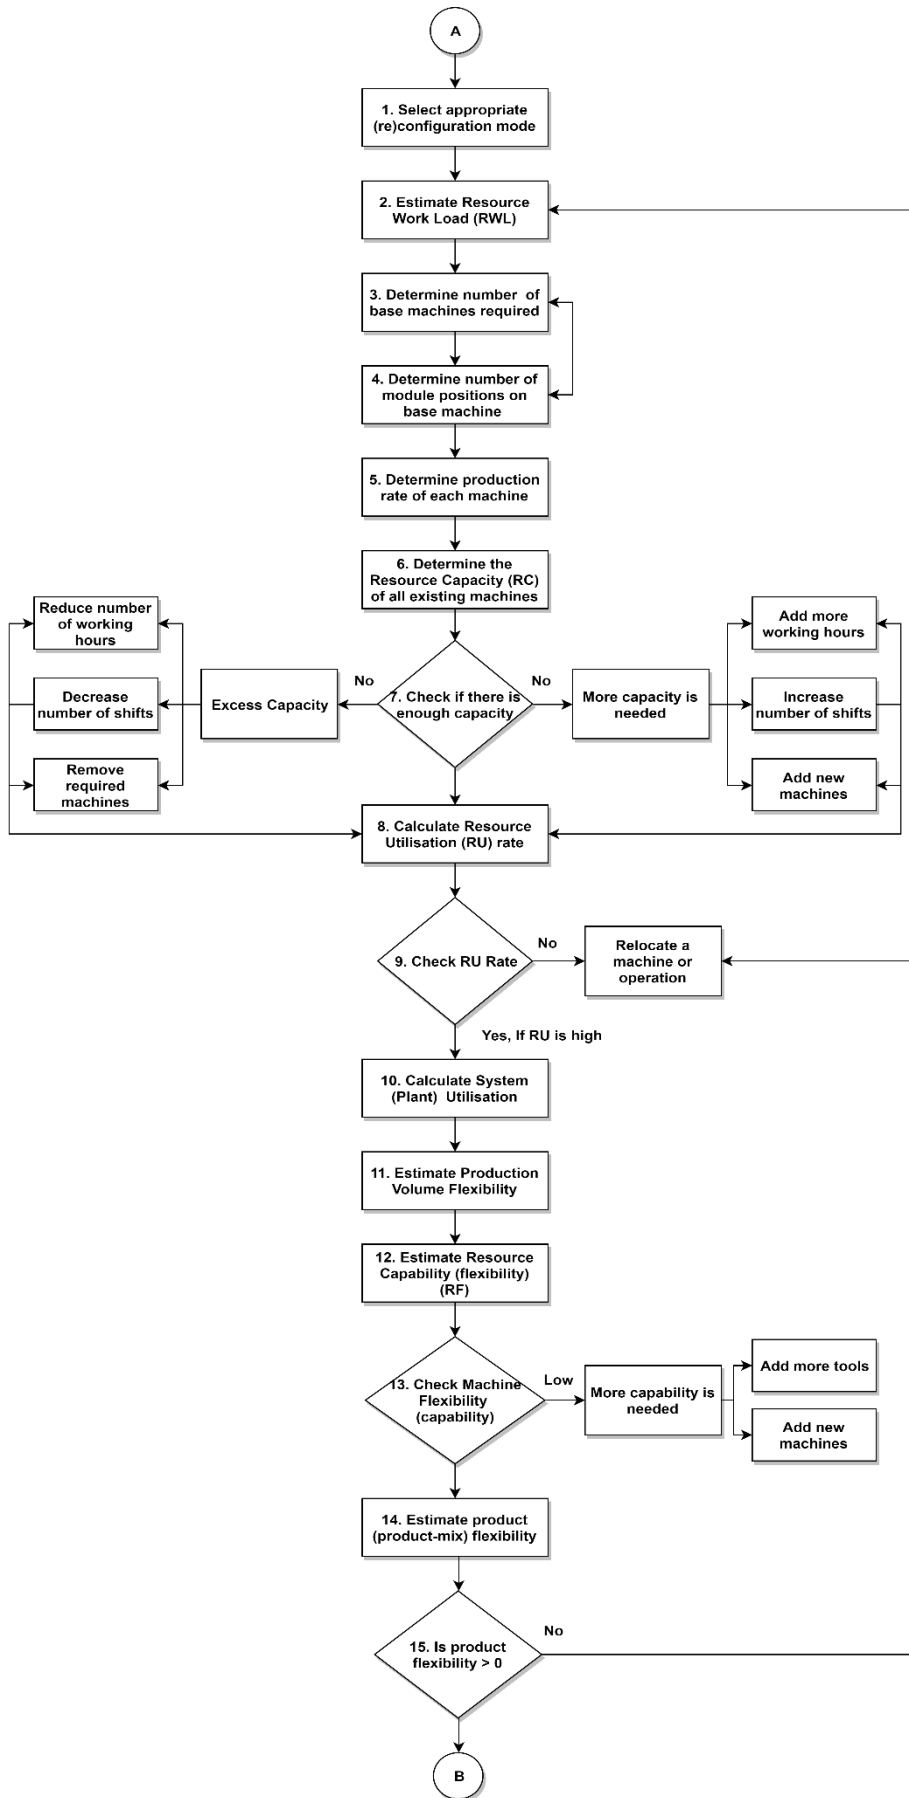 A
1. Select appropriate
(re)configuration mode
2. Estimate Resource
Work Load (RWL)
3. Determine number of
base machines required
4. Determine number of
module positions on
base machine
5. Determine production
rate of each machine
6. Determine the
Resource Capacity (RC)
of all existing machines
Reduce number
of working
hours
Decrease
number of shifts
Remove
required
machines
Excess Capacity
No
7. Check if there is
enough capacity
No
More capacity is
needed
Add more
working hours
Increase
number of shifts
Add new
machines
8. Calculate Resource
Utilisation (RU) rate
9. Check RU Rate
No
Relocate a
machine or
operation
Yes, If RU is high
10. Calculate System
(Plant) Utilisation
11. Estimate Production
Volume Flexibility
12. Estimate Resource
Capability (flexibility)
(RF)
13. Check Machine
Flexibility
(capability)
Low
More capability is
needed
Add more tools
Add new
machines
14. Estimate product
(product-mix) flexibility
15. Is product
flexibility > 0
No
B